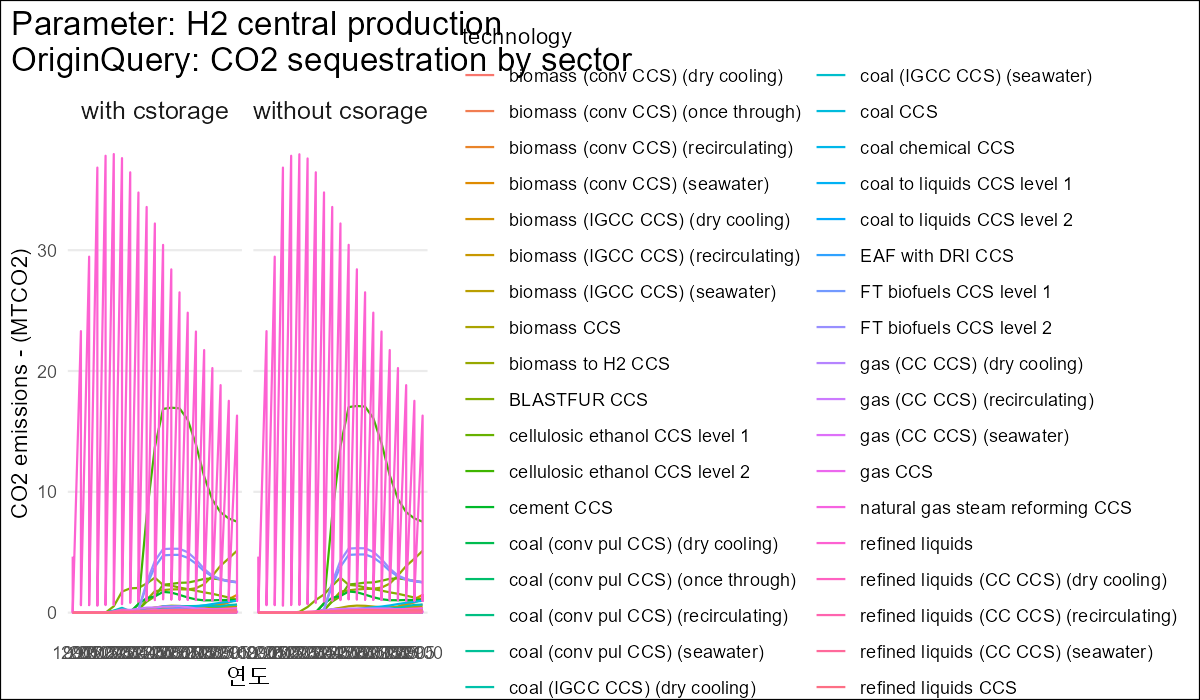 Parameter: H2 central production
OriginQuery: CO2 sequestration by sector
technology
with cstorage
without csorage
CO2 emissions - (MTCO2)
30
20
10
0
연도
biomass (conv CCS) (dry cooling)
biomass (conv CCS) (once through)
biomass (conv CCS) (recirculating)
biomass (conv CCS) (seawater)
biomass (IGCC CCS) (dry cooling)
biomass (IGCC CCS) (recirculating)
biomass (IGCC CCS) (seawater)
biomass CCS
biomass to H2 CCS
BLASTFUR CCS
cellulosic ethanol CCS level 1
cellulosic ethanol CCS level 2
cement CCS
coal (conv pul CCS) (dry cooling)
coal (conv pul CCS) (once through)
coal (conv pul CCS) (recirculating)
coal (conv pul CCS) (seawater)
coal (IGCC CCS) (dry cooling)
coal (IGCC CCS) (seawater)
coal CCS
coal chemical CCS
coal to liquids CCS level 1
coal to liquids CCS level 2
EAF with DRI CCS
FT biofuels CCS level 1
FT biofuels CCS level 2
gas (CC CCS) (dry cooling)
gas (CC CCS) (recirculating)
gas (CC CCS) (seawater)
gas CCS
natural gas steam reforming CCS
refined liquids
refined liquids (CC CCS) (dry cooling)
refined liquids (CC CCS) (recirculating)
refined liquids (CC CCS) (seawater)
refined liquids CCS